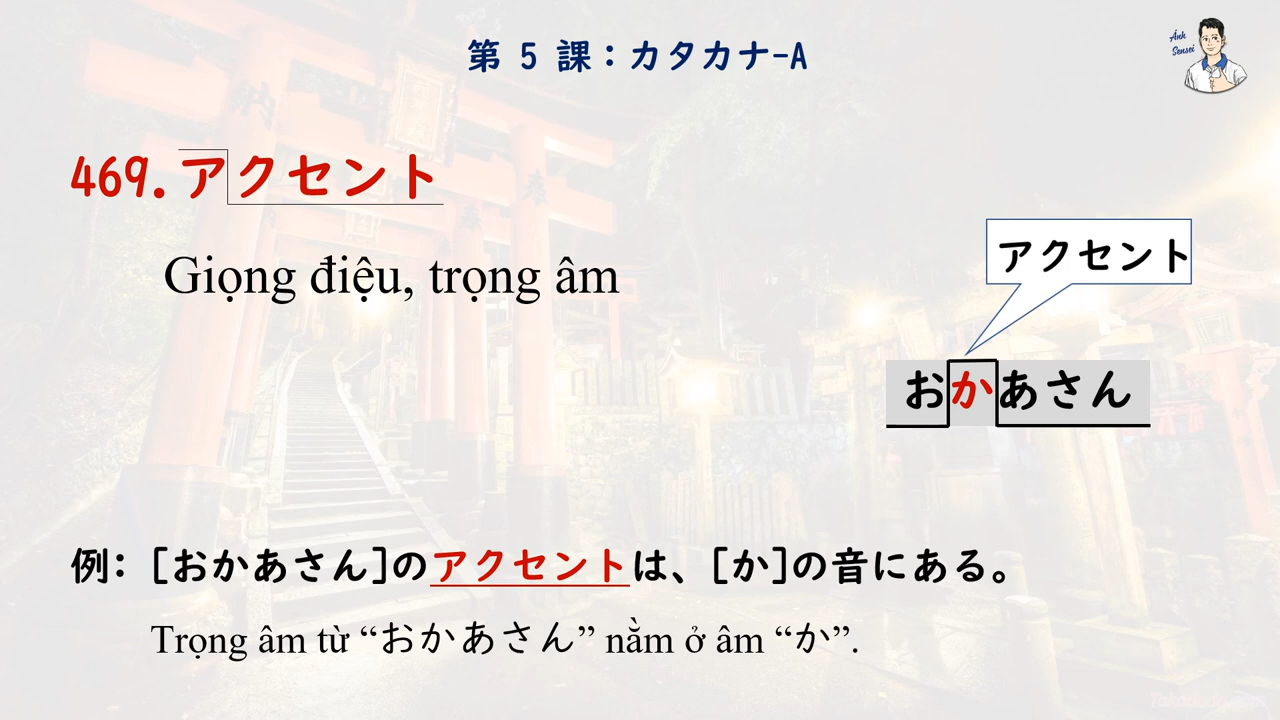 第 5 課：カタカナ-A
Anh
Sensei
469. アクセント
Giọng điệu, trọng âm
アクセント
おかあさん
例: [おかあさん]のアクセントは、[か]の音にある。
Trọng âm từ “おかあさん” nằm ở âm “か”.